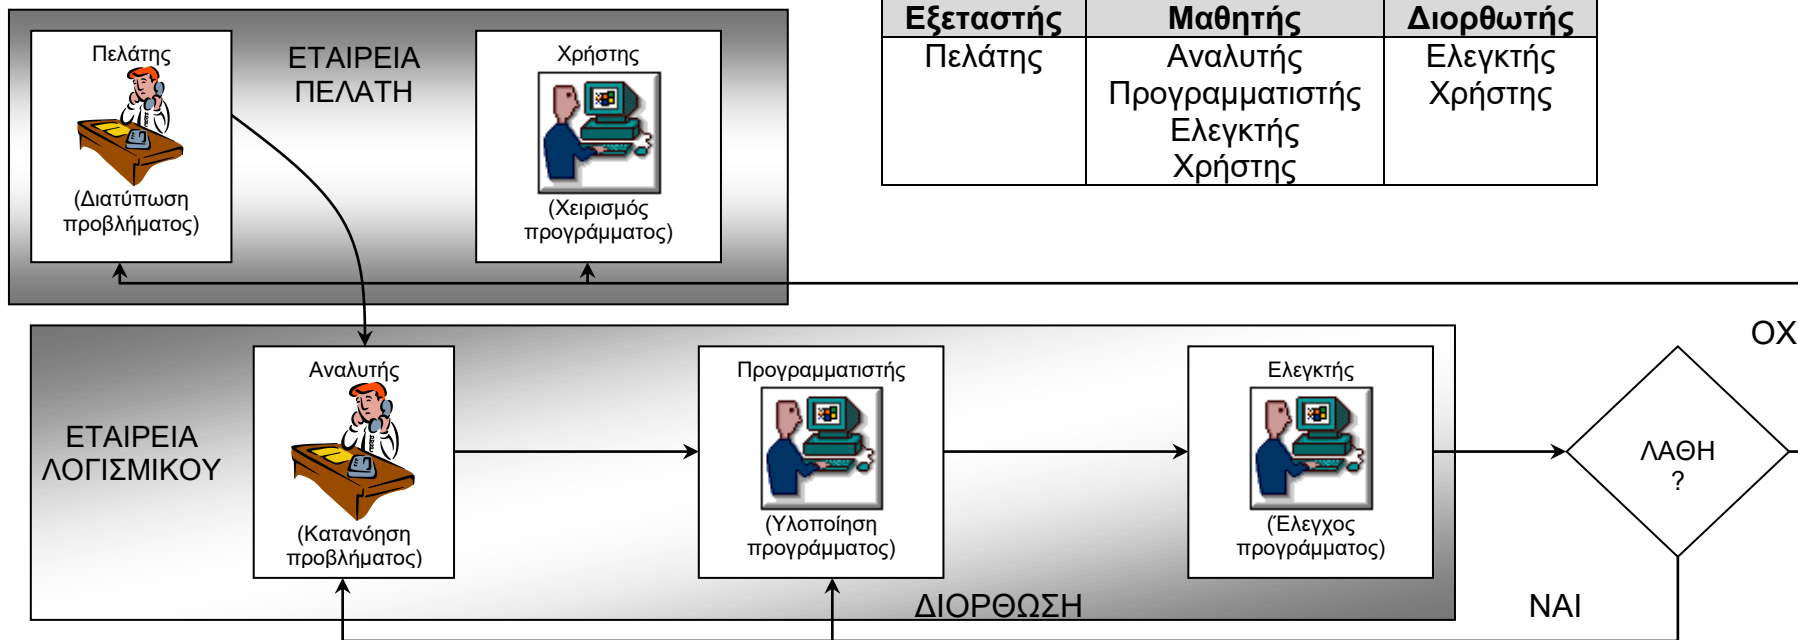 Εξεταστής Μαθητής Διορθωτής
Πελάτης Αναλυτής Ελεγκτής
Προγραμματιστής Χρήστης
Ελεγκτής
Χρήστης
Πελάτης
(Διατύπωση
προβλήματος)
ΕΤΑΙΡΕΙΑ
ΠΕΛΑΤΗ
Χρήστης
(Χειρισμός
προγράμματος)
ΟΧ
ΕΤΑΙΡΕΙΑ
ΛΟΓΙΣΜΙΚΟΥ
Αναλυτής
(Κατανόηση
προβλήματος)
Προγραμματιστής
(Υλοποίηση
προγράμματος)
Ελεγκτής
(Έλεγχος
προγράμματος)
ΛΑΘΗ
?
ΔΙΟΡΘΩΣΗ
ΝΑΙ